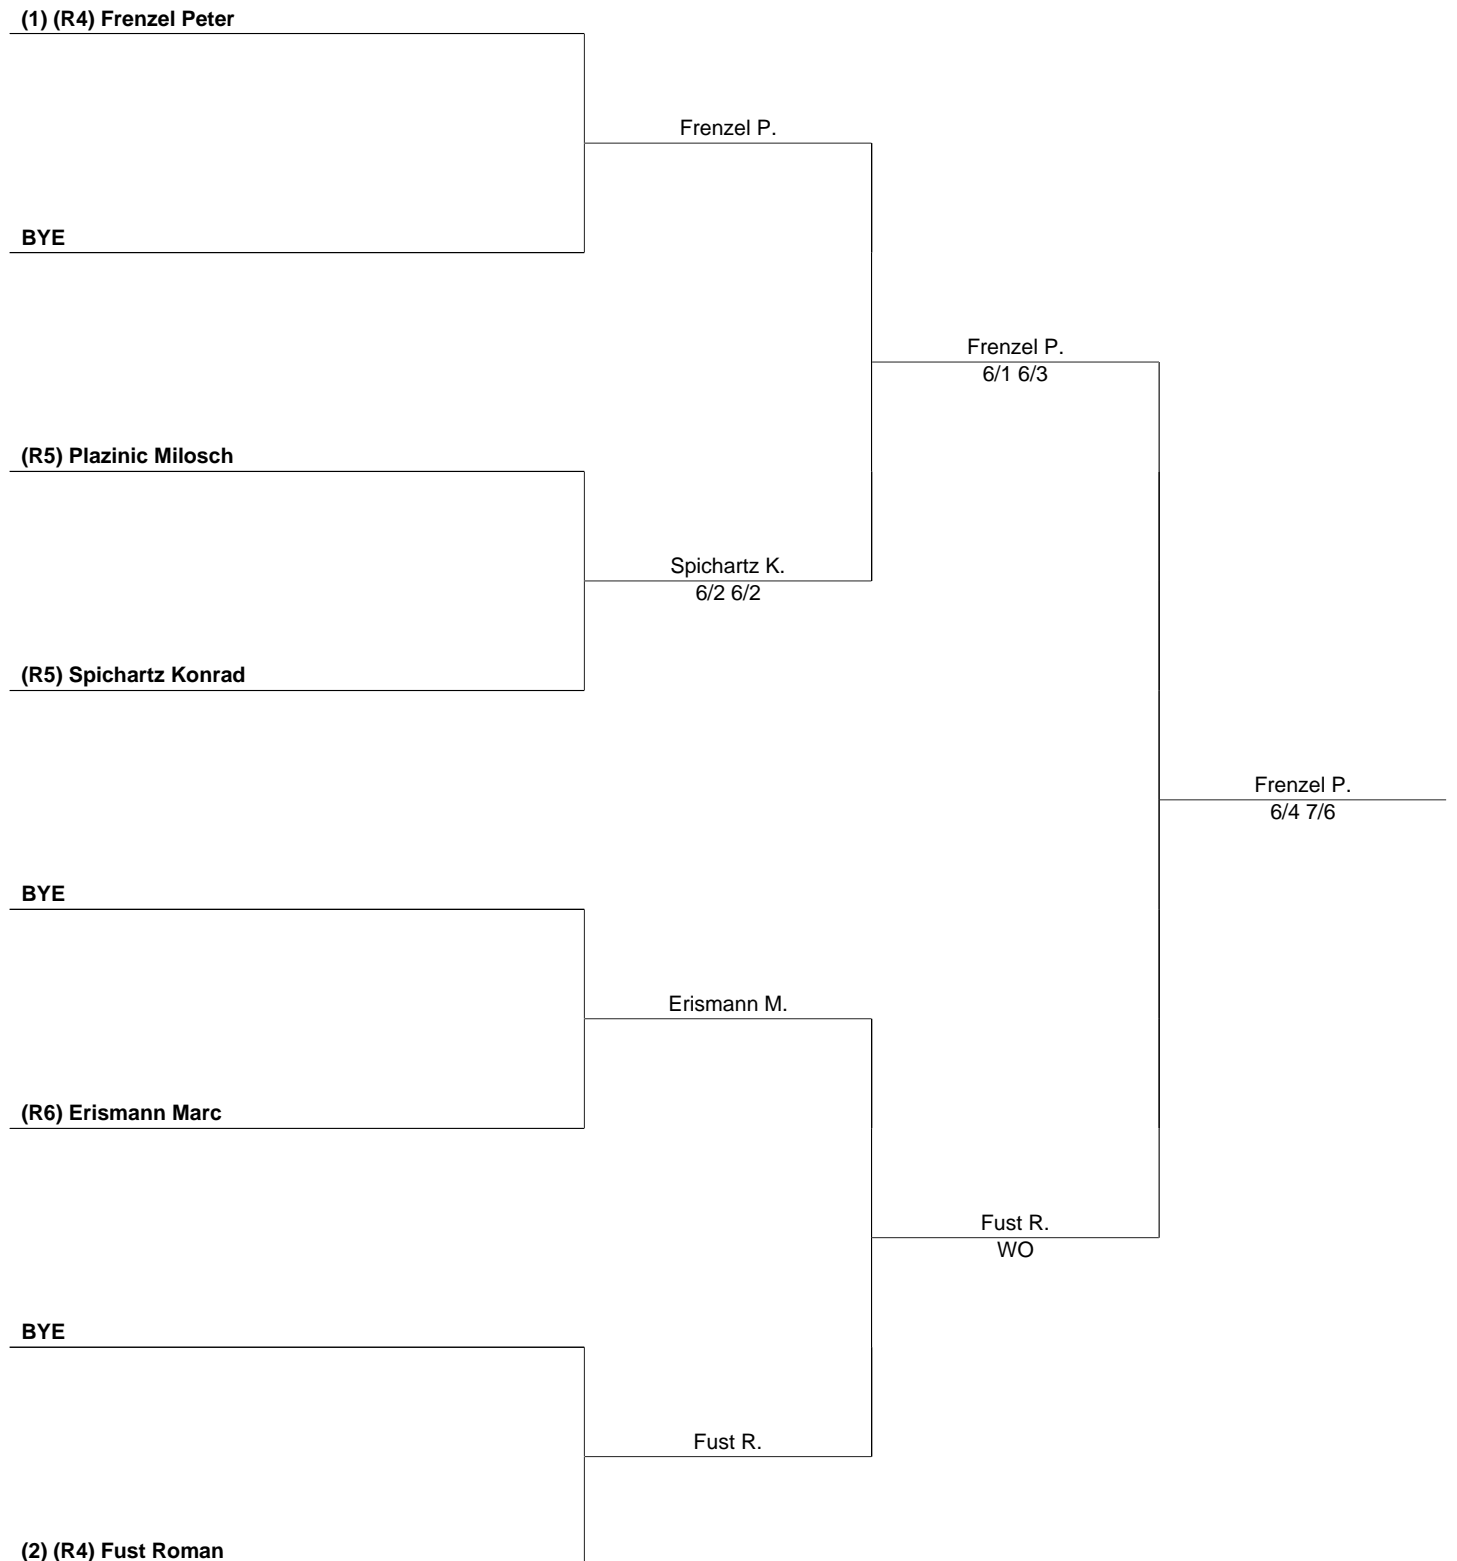 (1) (R4) Frenzel Peter
Frenzel P.
BYE
Frenzel P.
6/1 6/3
(R5) Plazinic Milosch
Spichartz K.
6/2 6/2
(R5) Spichartz Konrad
Frenzel P.
6/4 7/6
BYE
Erismann M.
(R6) Erismann Marc
Fust R.
WO
BYE
Fust R.
(2) (R4) Fust Roman